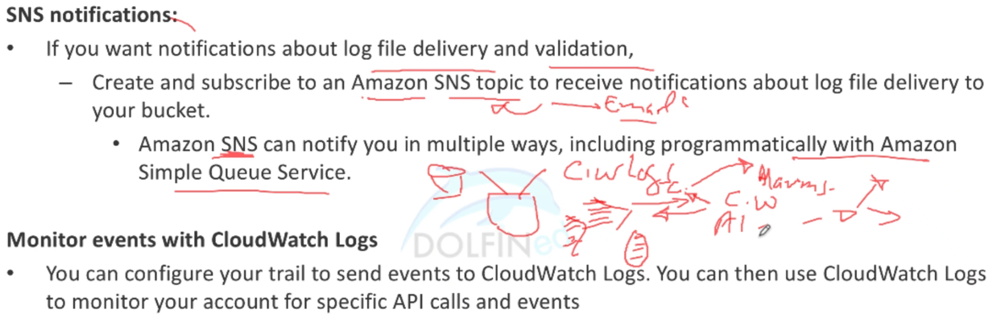 SNS notifications:
• If you want notifications about log file delivery and validation,
– Create and subscribe to an Amazon SNS topic to receive notifications about log file delivery to
your bucket.
Emails
• Amazon SNS can notify you in multiple ways, including programmatically with Amazon
Simple Queue Service.
C.W Logs
Alarms.
C.W
DOLFINed
Monitor events with CloudWatch Logs
• You can configure your trail to send events to CloudWatch Logs. You can then use CloudWatch Logs
to monitor your account for specific API calls and events